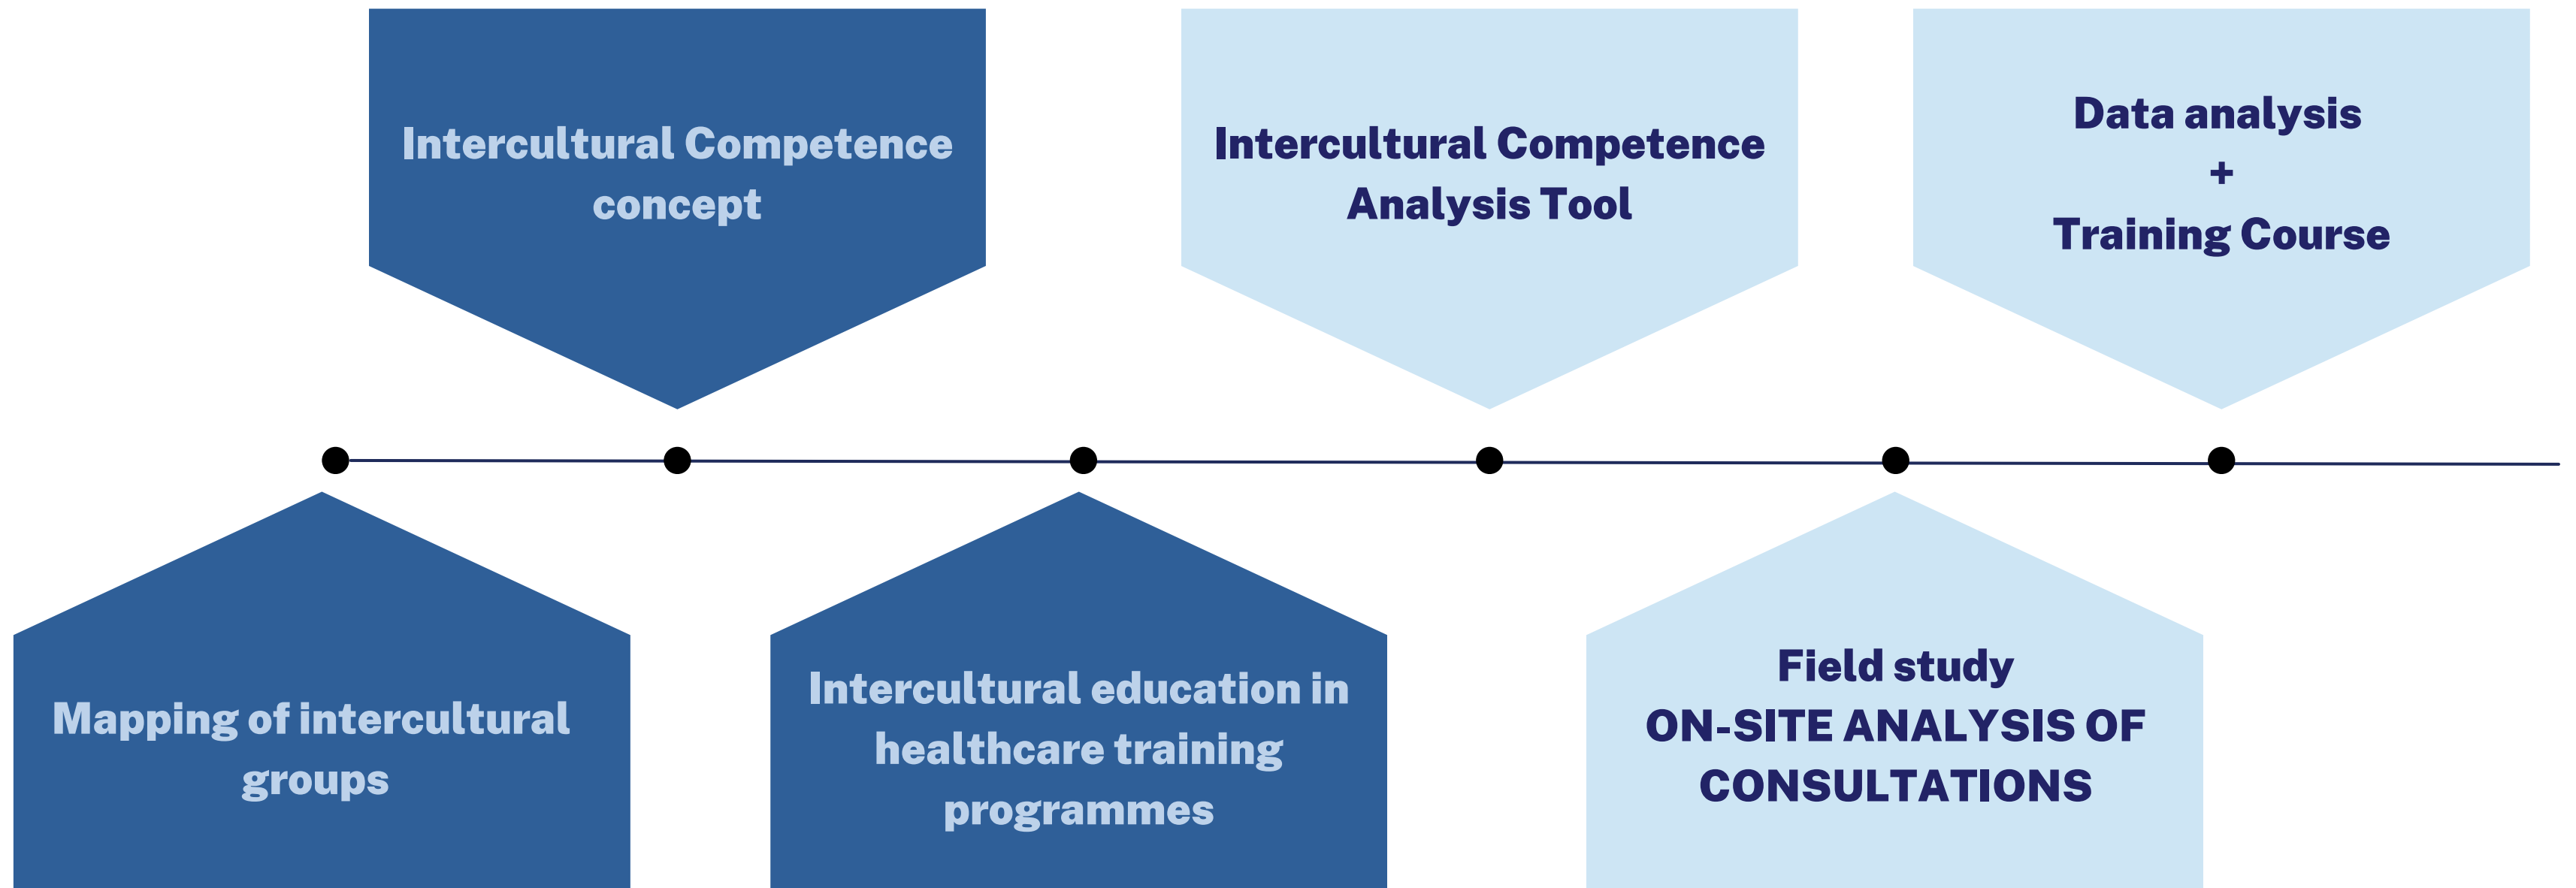 Intercultural Competence
concept
Intercultural Competence
Analysis Tool
Data analysis
+
Training Course
Mapping of intercultural
groups
Intercultural education in
healthcare training
programmes
Field study
ON-SITE ANALYSIS OF
CONSULTATIONS